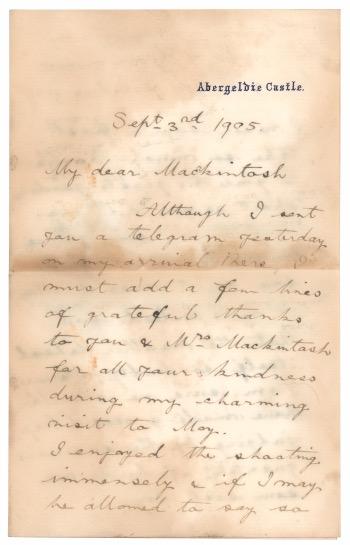 Abergeldie Castle.
Sept. 3rd 1905.
My dear Mackintosh
Although I sent
you a telegram yesterday
on my arrival here, I
must add a few lines
of grateful thanks
to you & Mrs Mackintosh
for all your kindness
during my charming
visit to Moy.
I enjoyed the shooting
immensely & if I may
be allowed to say so